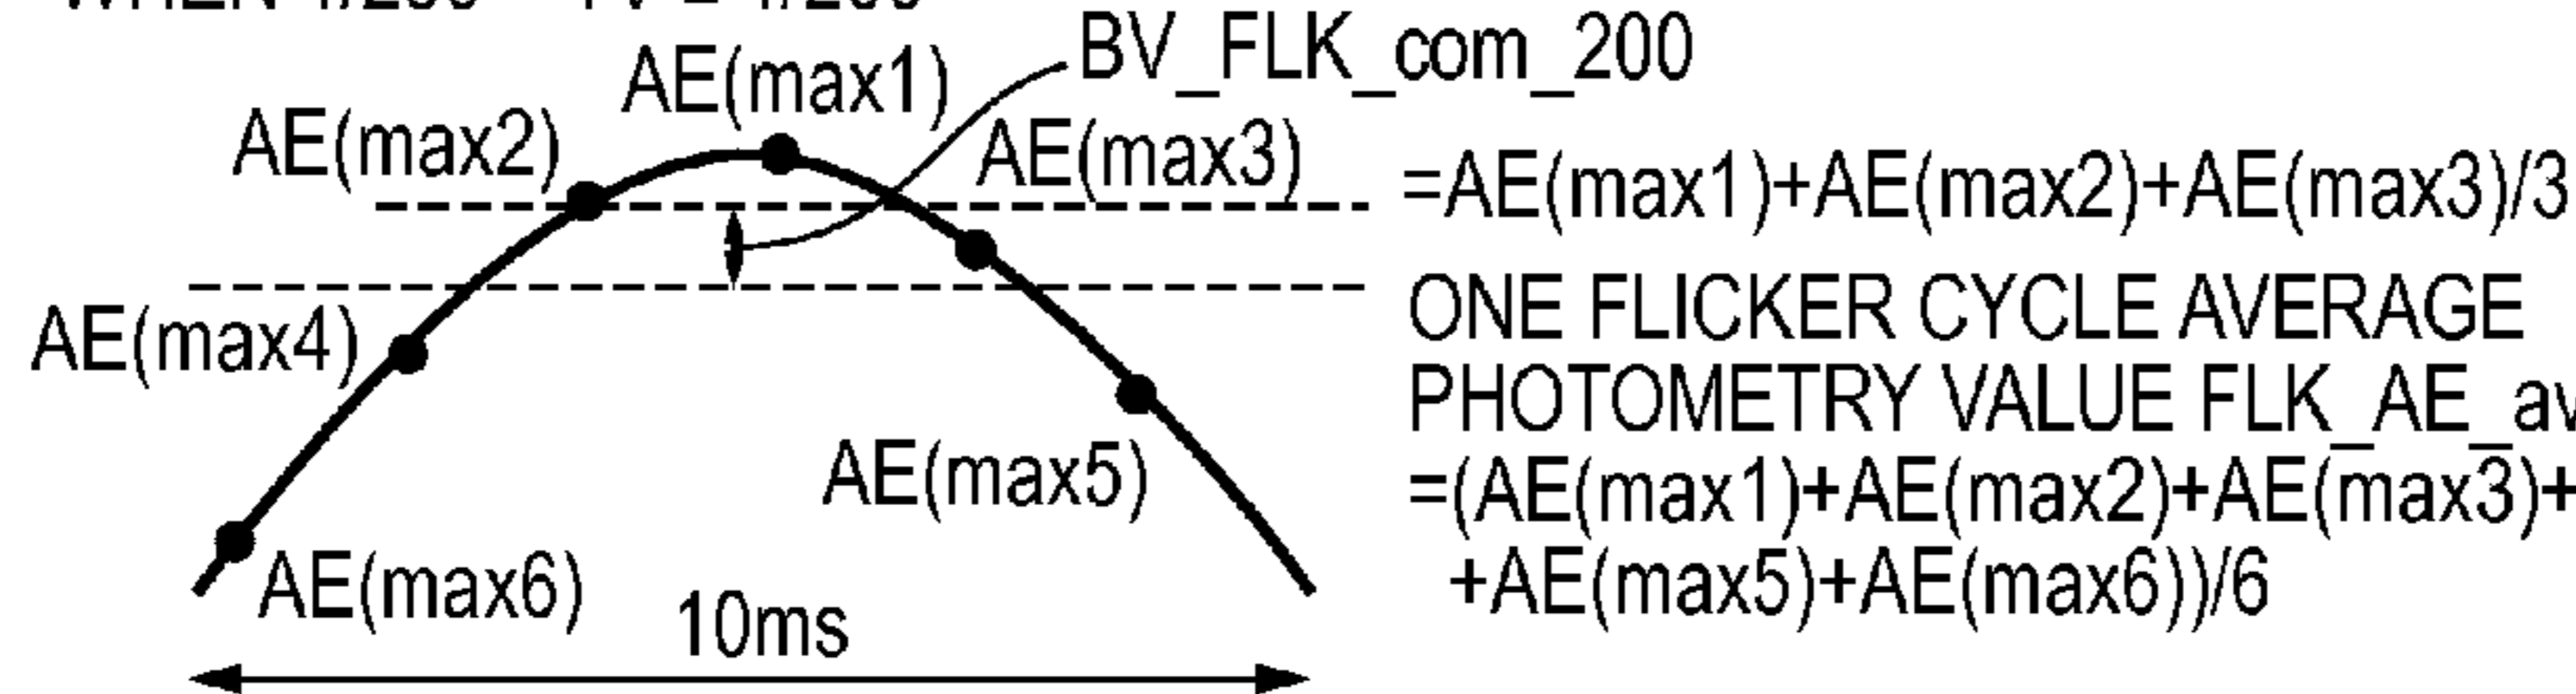 BV_FLK_com_200
AE(max1)
AE(max2)
AE(max3)
=AE(max1)+AE(max2)+AE(max3)/3
ONE FLICKER CYCLE AVERAGE
AE(max4)
PHOTOMETRY VALUE FLK_AE_av
AE(max5)
=(AE(max1)+AE(max2)+AE(max3)+
+AE(max5)+AE(max6))/6
AE(max6)
10ms